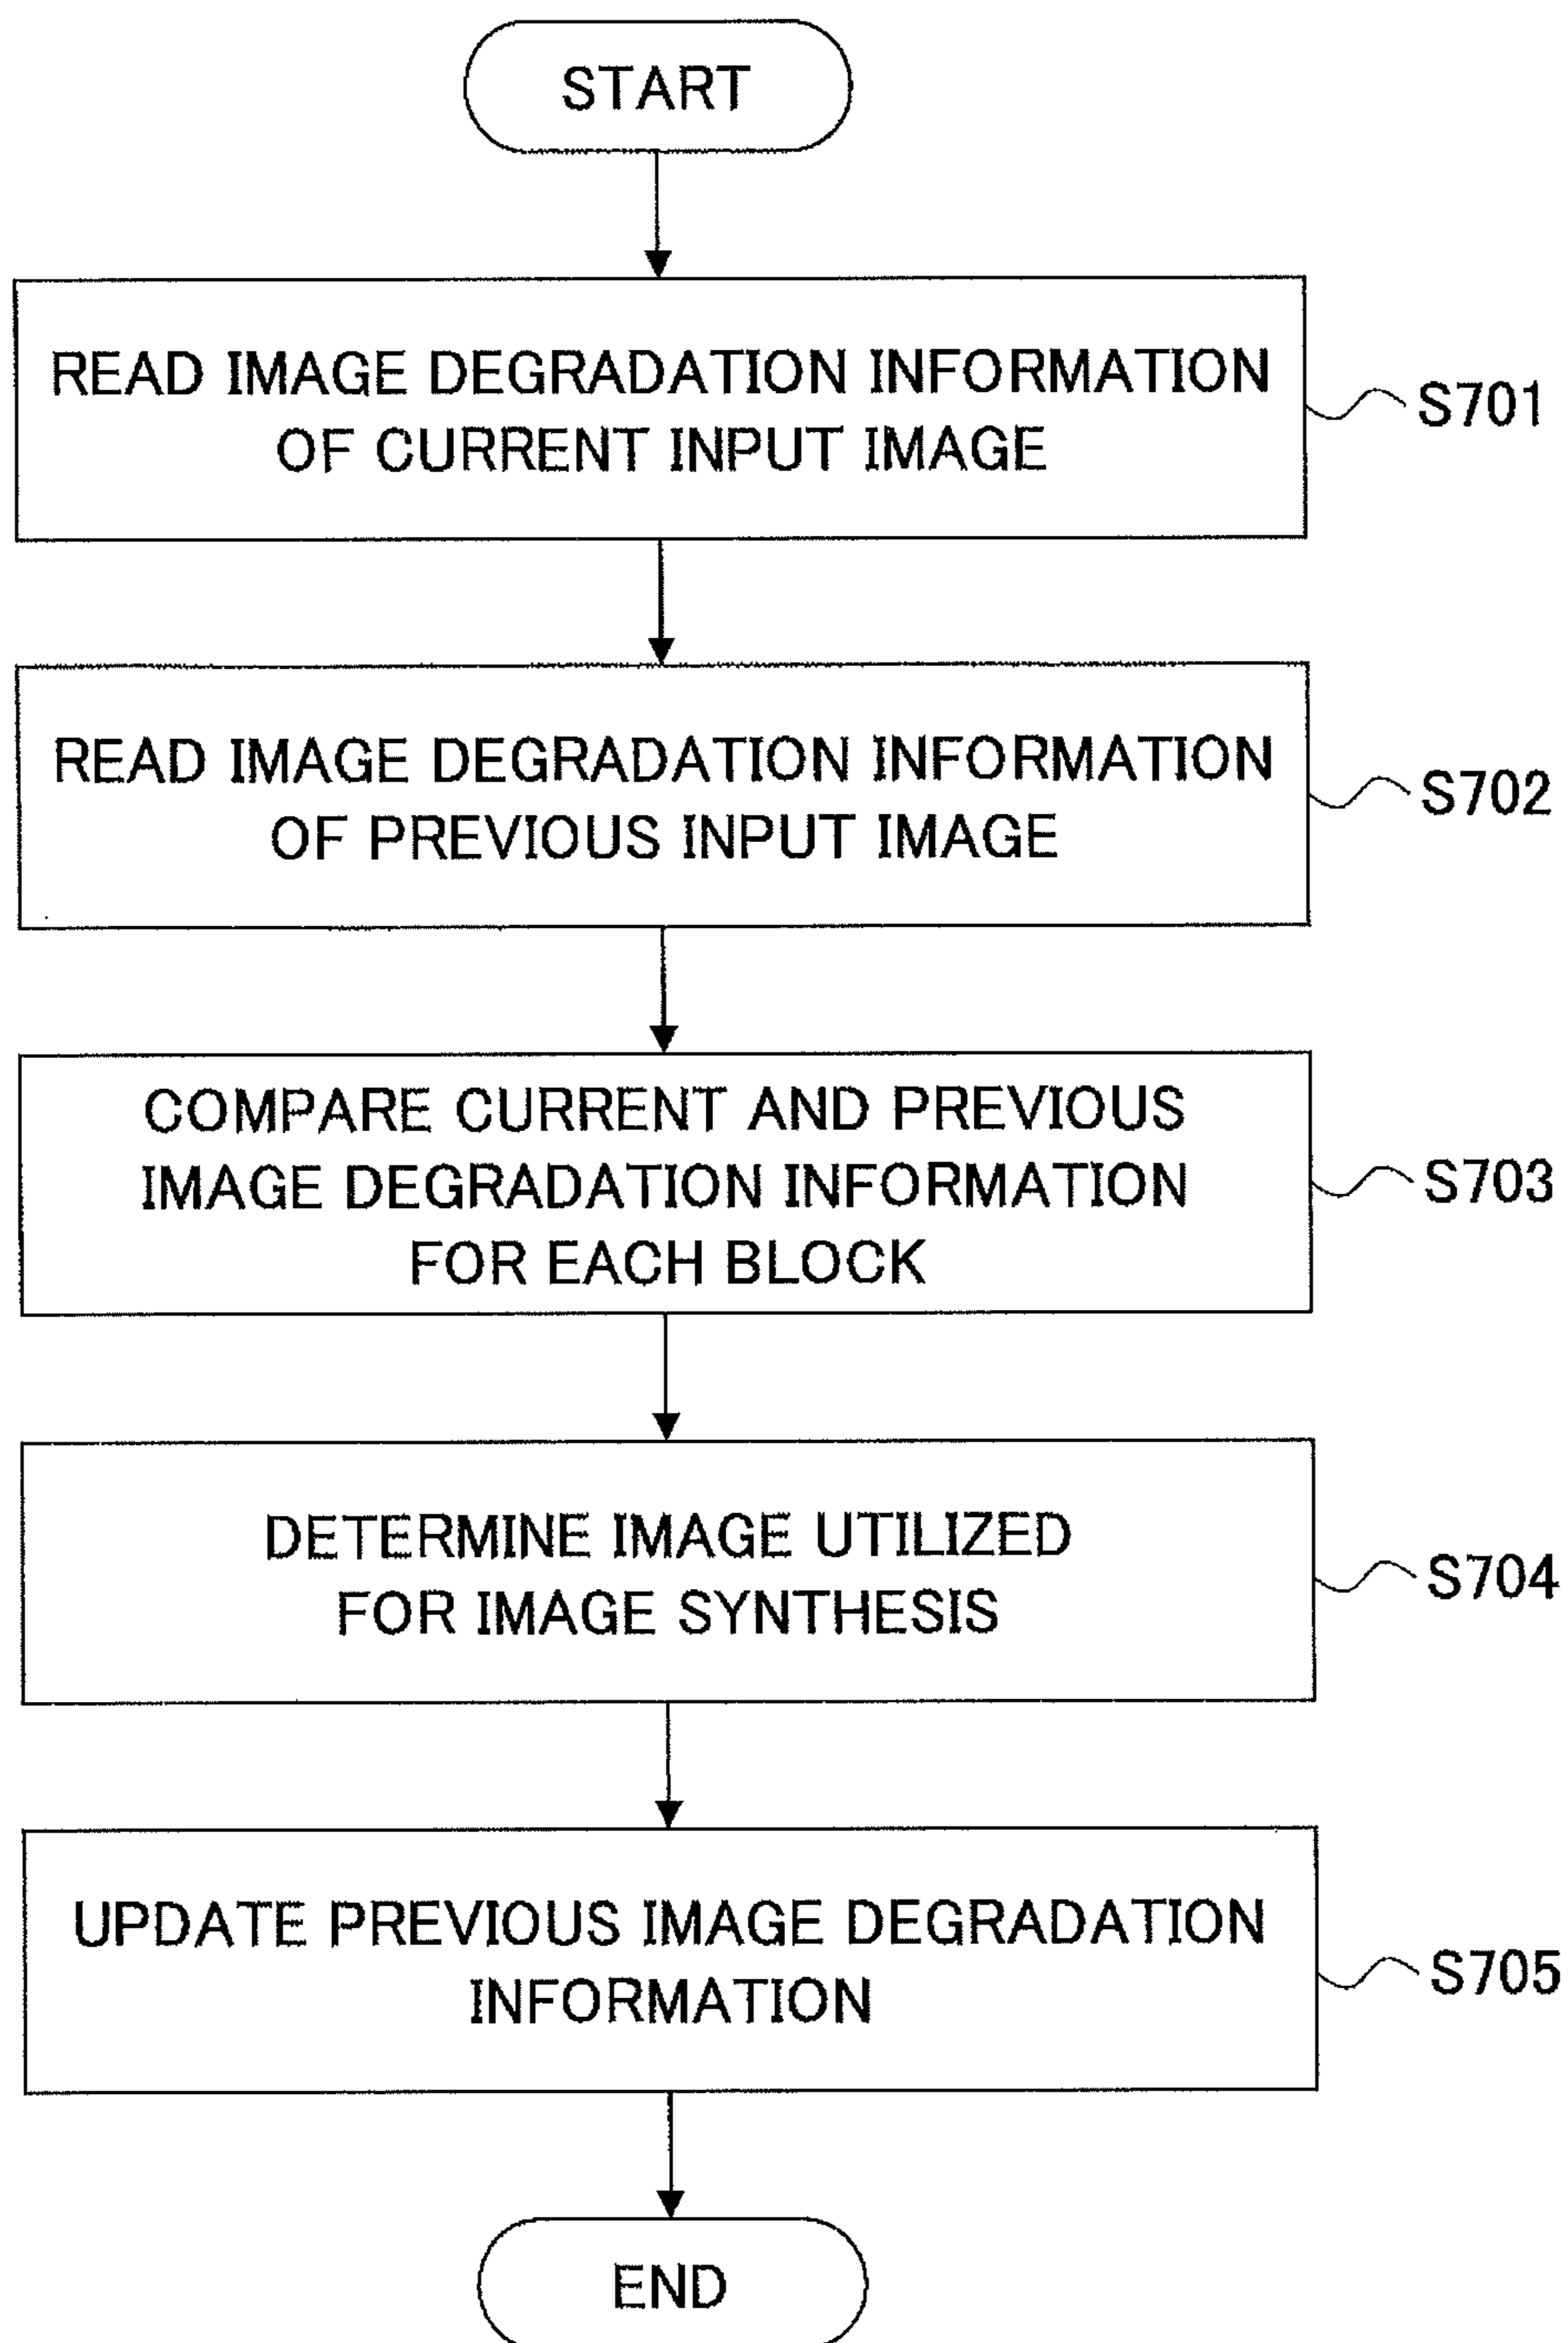 START
READ IMAGE DEGRADATION INFORMATION
OF CURRENT INPUT IMAGE
S701
READ IMAGE DEGRADATION INFORMATION
OF PREVIOUS INPUT IMAGE
S702
COMPARE CURRENT AND PREVIOUS
IMAGE DEGRADATION INFORMATION
FOR EACH BLOCK
S703
DETERMINE IMAGE UTILIZED
FOR IMAGE SYNTHESIS
S704
UPDATE PREVIOUS IMAGE DEGRADATION
INFORMATION
S705
END